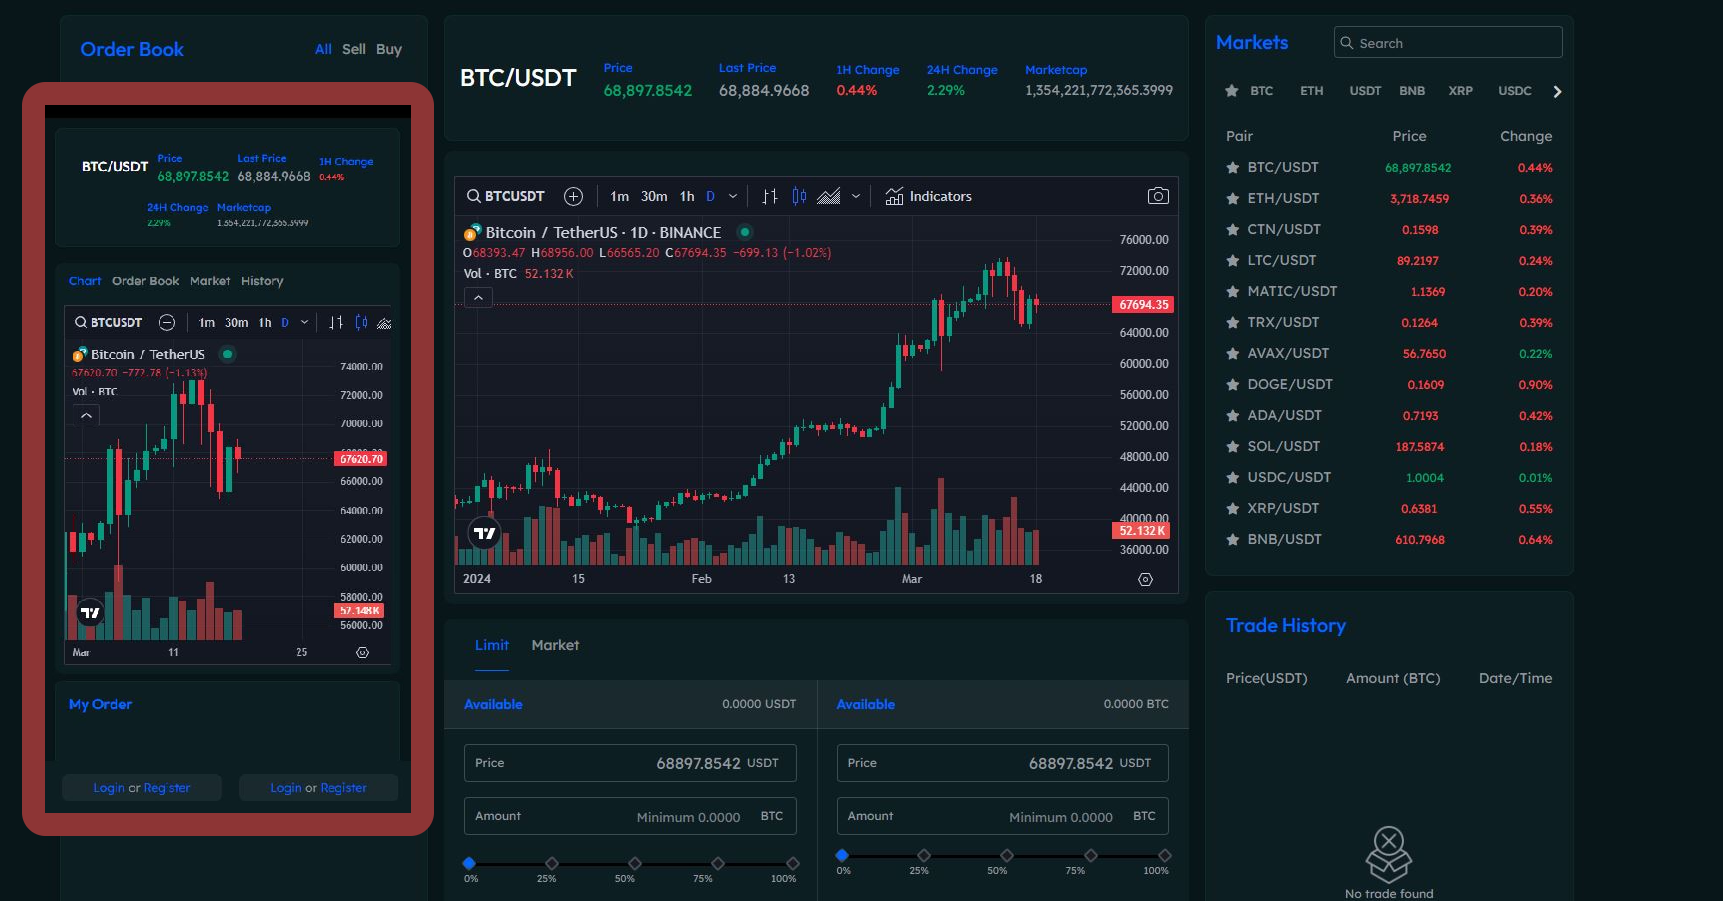 Order Book
All Sell Buy
BTC/USDT
Price
68,897.8542
Last Price
68,884.9668
1H Change
0.44%
24H Change
2.29%
Marketcap
1,354,221,772,365.3999
Chart Order Book Market History
BTCUSDT
1m 30m 1h D
Bitcoin / TetherUS
67620.70 −772.78 (−1.13%)
Vol · BTC
74000.00
72000.00
70000.00
67620.70
66000.00
64000.00
62000.00
60000.00
58000.00
57.148K
56000.00
Mar 11 25
My Order
Login or Register
Login or Register
BTC/USDT
Price
68,897.8542
Last Price
68,884.9668
1H Change
0.44%
24H Change
2.29%
Marketcap
1,354,221,772,365.3999
BTCUSDT
1m 30m 1h D
Indicators
Bitcoin / TetherUS · 1D · BINANCE
O68393.47 H68956.00 L66565.20 C67694.35 −699.13 (−1.02%)
Vol · BTC 52.132K
76000.00
72000.00
67694.35
64000.00
60000.00
56000.00
52000.00
48000.00
44000.00
40000.00
52.132K
36000.00
2024 15 Feb 13 Mar 18
Limit Market
Available 0.0000 USDT
Price 68897.8542 USDT
Amount Minimum 0.0000 BTC
0% 25% 50% 75% 100%
Available 0.0000 BTC
Price 68897.8542 USDT
Amount Minimum 0.0000 BTC
0% 25% 50% 75% 100%
Markets
Search
BTC ETH USDT BNB XRP USDC
Pair Price Change
BTC/USDT 68,897.8542 0.44%
ETH/USDT 3,718.7459 0.36%
CTN/USDT 0.1598 0.39%
LTC/USDT 89.2197 0.24%
MATIC/USDT 1.1369 0.20%
TRX/USDT 0.1264 0.39%
AVAX/USDT 56.7650 0.22%
DOGE/USDT 0.1609 0.90%
ADA/USDT 0.7193 0.42%
SOL/USDT 187.5874 0.18%
USDC/USDT 1.0004 0.01%
XRP/USDT 0.6381 0.55%
BNB/USDT 610.7968 0.64%
Trade History
Price(USDT) Amount (BTC) Date/Time
No trade found